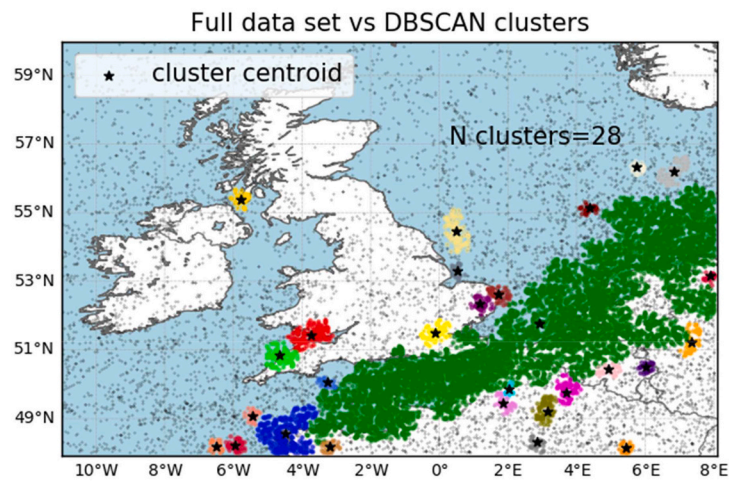 Full data set vs DBSCAN clusters
cluster centroid
N clusters=28
59°N
57°N
55°N
53°N
51°N
49°N
10°W 8°W 6°W 4°W 2°W 0° 2°E 4°E 6°E 8°E